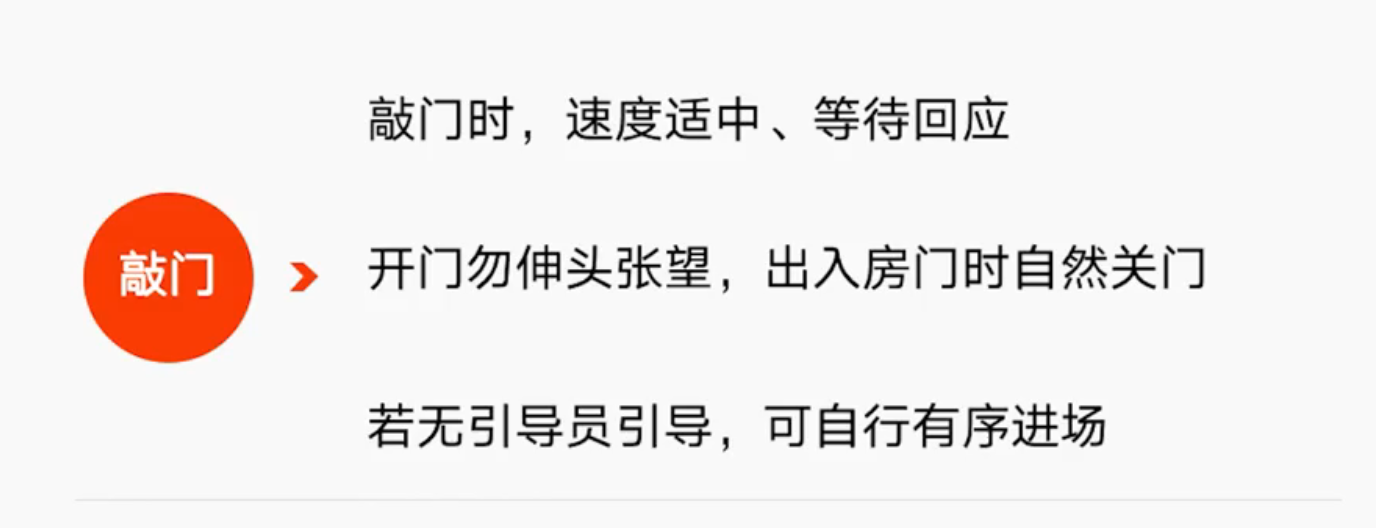 敲门时，速度适中、等待回应
敲门
开门勿伸头张望，出入房门时自然关门
若无引导员引导，可自行有序进场